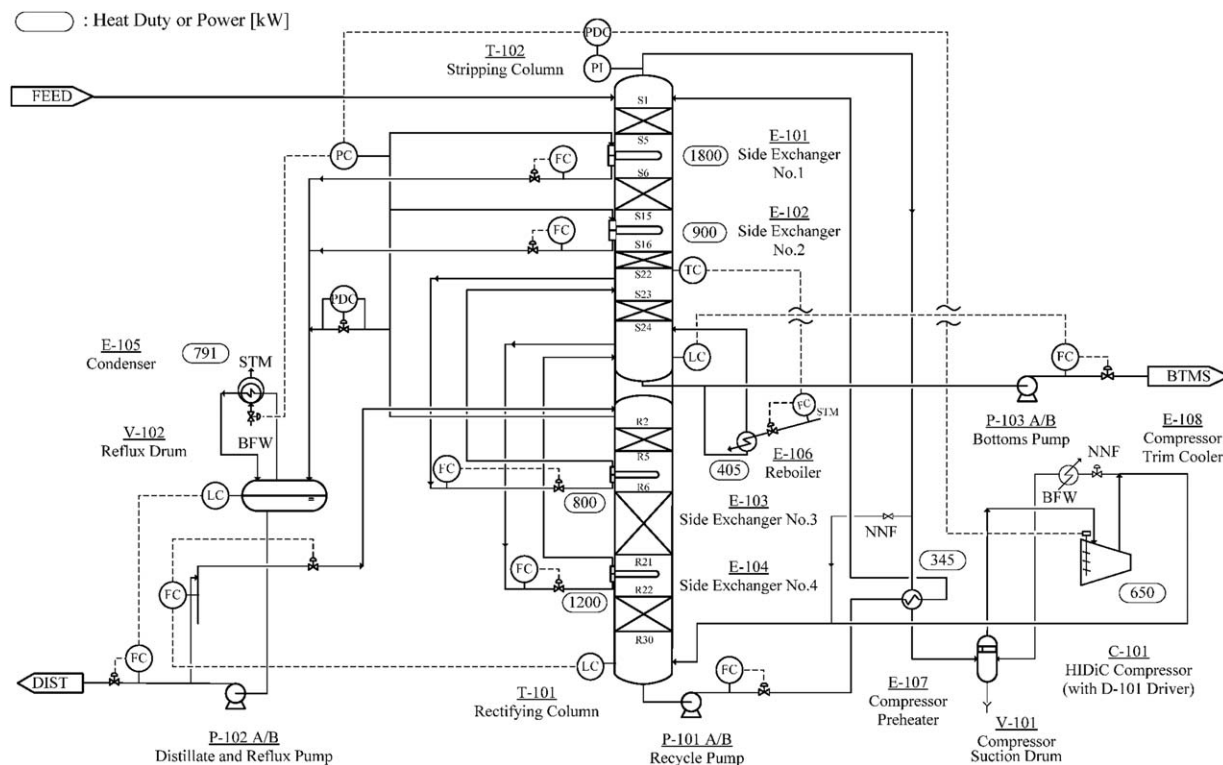 : Heat Duty or Power [kW]
PDC
T-102
Stripping Column
PI
FEED
S1
S5
E-101
Side Exchanger
No.1
1800
PC
FC
S6
S15
E-102
Side Exchanger
No.2
900
FC
S16
TC
S22
S23
PDC
S24
E-105
Condenser
791
STM
LC
FC
BTMS
FC
STM
P-103 A/B
Bottoms Pump
E-108
Compressor
Trim Cooler
BFW
V-102
Reflux Drum
R2
405
E-106
Reboiler
R5
FC
R6
800
NNF
BFW
LC
E-103
Side Exchanger No.3
NNF
R21
FC
E-104
Side Exchanger No.4
345
R22
1200
650
FC
R30
LC
C-101
HIDiC Compressor
(with D-101 Driver)
FC
DIST
FC
T-101
Rectifying Column
E-107
Compressor
Preheater
V-101
Compressor
Suction Drum
P-102 A/B
Distillate and Reflux Pump
P-101 A/B
Recycle Pump